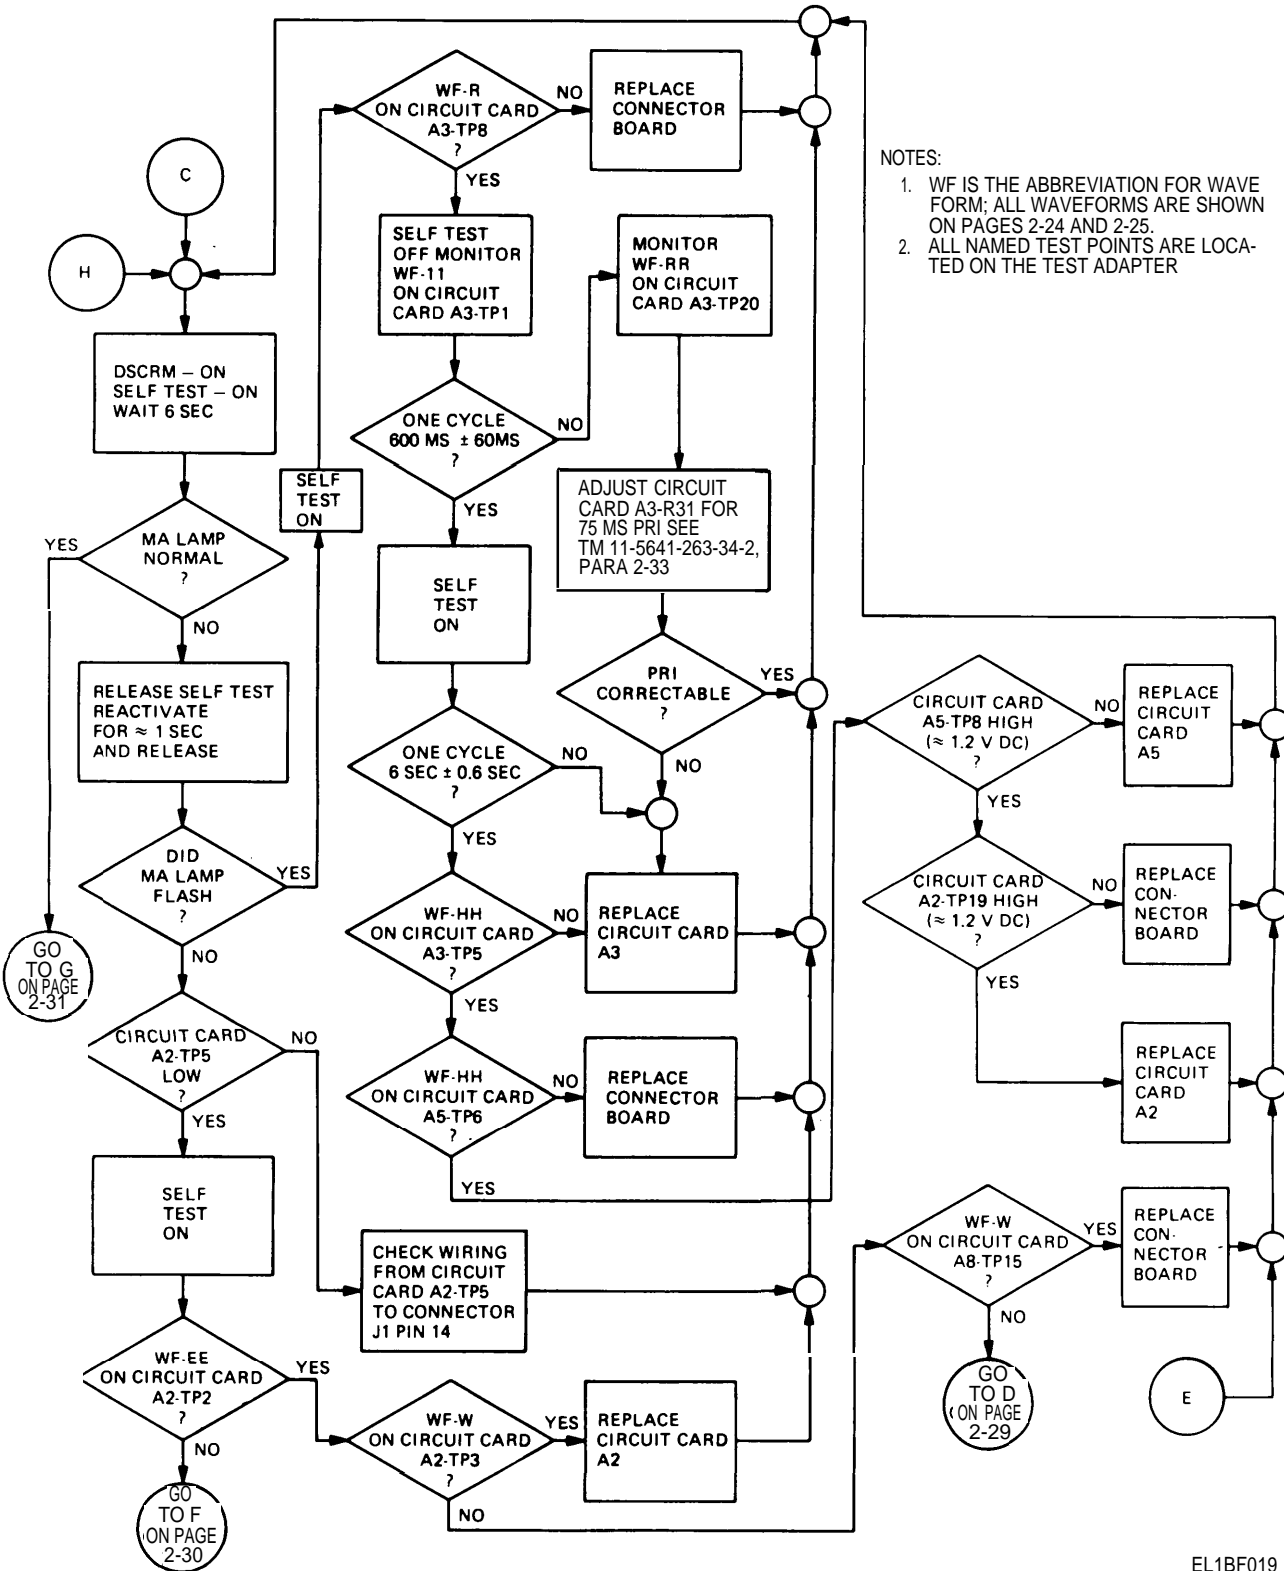 C
H
DSCRM – ON
SELF TEST – ON
WAIT 6 SEC
MA LAMP
NORMAL
?
YES
NO
RELEASE SELF TEST
REACTIVATE
FOR ≈ 1 SEC
AND RELEASE
DID
MA LAMP
FLASH
?
YES
NO
GO
TO G
ON PAGE
2-31
CIRCUIT CARD
A2-TP5
LOW
?
NO
YES
SELF
TEST
ON
WF-EE
ON CIRCUIT CARD
A2-TP2
?
YES
NO
GO
TO F
ON PAGE
2-30
SELF
TEST
ON
WF-R
ON CIRCUIT CARD
A3-TP8
?
NO
YES
REPLACE
CONNECTOR
BOARD
SELF TEST
OFF MONITOR
WF-11
ON CIRCUIT
CARD A3-TP1
MONITOR
WF-RR
ON CIRCUIT
CARD A3-TP20
ONE CYCLE
600 MS ± 60MS
?
NO
YES
ADJUST CIRCUIT
CARD A3-R31 FOR
75 MS PRI SEE
TM 11-5641-263-34-2,
PARA 2-33
SELF
TEST
ON
PRI
CORRECTABLE
?
YES
NO
ONE CYCLE
6 SEC ± 0.6 SEC
?
NO
YES
WF-HH
ON CIRCUIT CARD
A3-TP5
?
NO
YES
REPLACE
CIRCUIT CARD
A3
WF-HH
ON CIRCUIT CARD
A5-TP6
?
NO
YES
REPLACE
CONNECTOR
BOARD
CHECK WIRING
FROM CIRCUIT
CARD A2-TP5
TO CONNECTOR
J1 PIN 14
WF-W
ON CIRCUIT CARD
A2-TP3
?
YES
NO
REPLACE
CIRCUIT CARD
A2
NOTES:
1. WF IS THE ABBREVIATION FOR WAVE
FORM; ALL WAVEFORMS ARE SHOWN
ON PAGES 2-24 AND 2-25.
2. ALL NAMED TEST POINTS ARE LOCA-
TED ON THE TEST ADAPTER
CIRCUIT CARD
A5-TP8 HIGH
(≈ 1.2 V DC)
?
NO
YES
REPLACE
CIRCUIT
CARD
A5
CIRCUIT CARD
A2-TP19 HIGH
(≈ 1.2 V DC)
?
NO
YES
REPLACE
CON-
NECTOR
BOARD
REPLACE
CIRCUIT
CARD
A2
WF-W
ON CIRCUIT CARD
A8-TP15
?
YES
NO
REPLACE
CON-
NECTOR
BOARD
GO
TO D
ON PAGE
2-29
E
EL1BF019